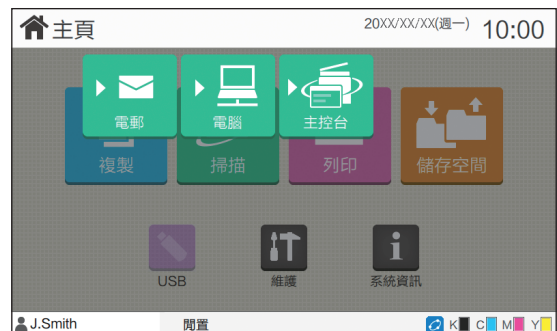 主頁 20XX/XX/XX(週一) 10:00
電郵 電腦 主控台
複製 掃描 列印 儲存空間
USB 維護 系統資訊
J.Smith 閒置 K C M Y